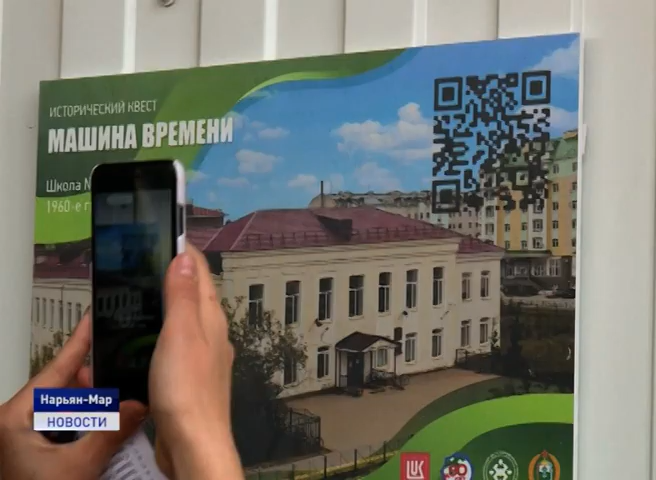 ИСТОРИЧЕСКИЙ КВЕСТ
МАШИНА ВРЕМЕНИ
Школа
1960-е
Нарьян-Мар
НОВОСТИ